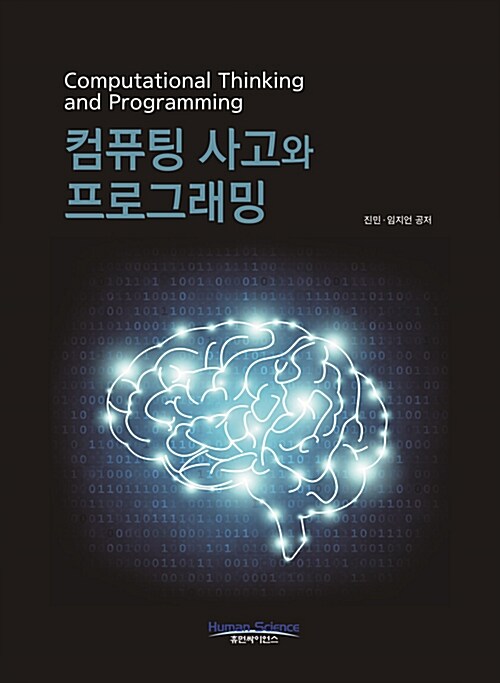 Computational Thinking
and Programming
컴퓨팅 사고와
프로그래밍
진민 · 임지언 공저
Human Science
휴먼싸이언스